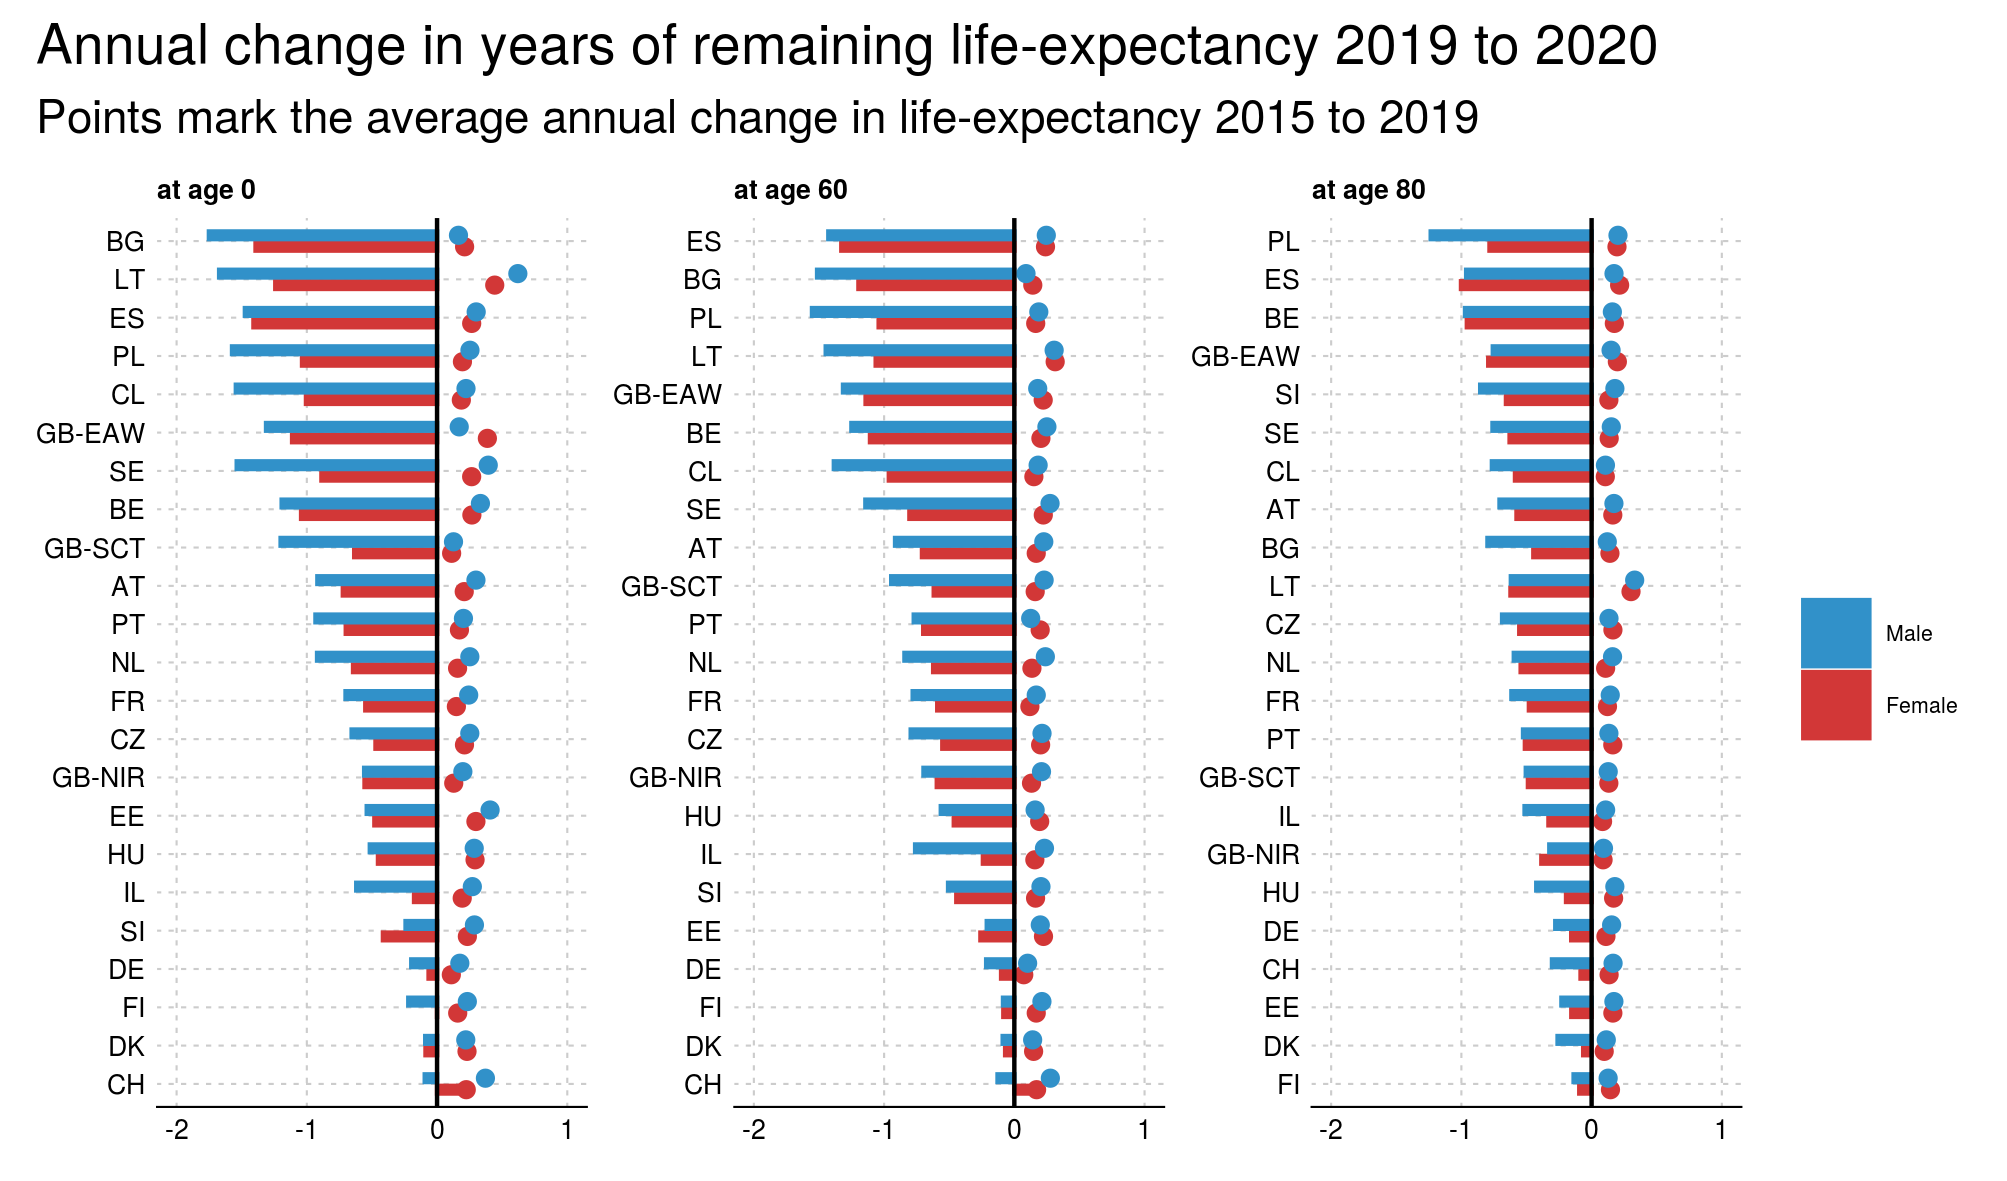 Annual change in years of remaining life-expectancy 2019 to 2020
Points mark the average annual change in life-expectancy 2015 to 2019
at age 0
BG
LT
ES
PL
CL
GB-EAW
SE
BE
GB-SCT
AT
PT
NL
FR
CZ
GB-NIR
EE
HU
IL
SI
DE
FI
DK
CH
-2 -1 0 1
at age 60
ES
BG
PL
LT
GB-EAW
BE
CL
SE
AT
GB-SCT
PT
NL
FR
CZ
GB-NIR
HU
IL
SI
EE
DE
FI
DK
CH
-2 -1 0 1
at age 80
PL
ES
BE
GB-EAW
SI
SE
CL
AT
BG
LT
CZ
NL
FR
PT
GB-SCT
IL
GB-NIR
HU
DE
CH
EE
DK
FI
-2 -1 0 1
Male
Female